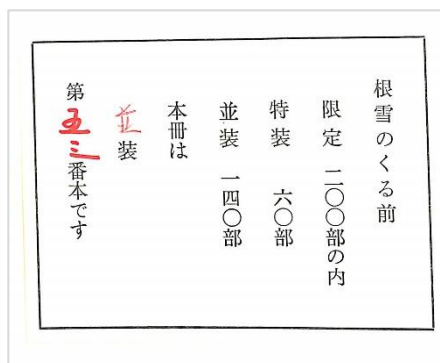 根雪のくる前
限定 二〇〇部の内
特装 六〇部
並装 一四〇部
本冊は
並装
第五三番本です